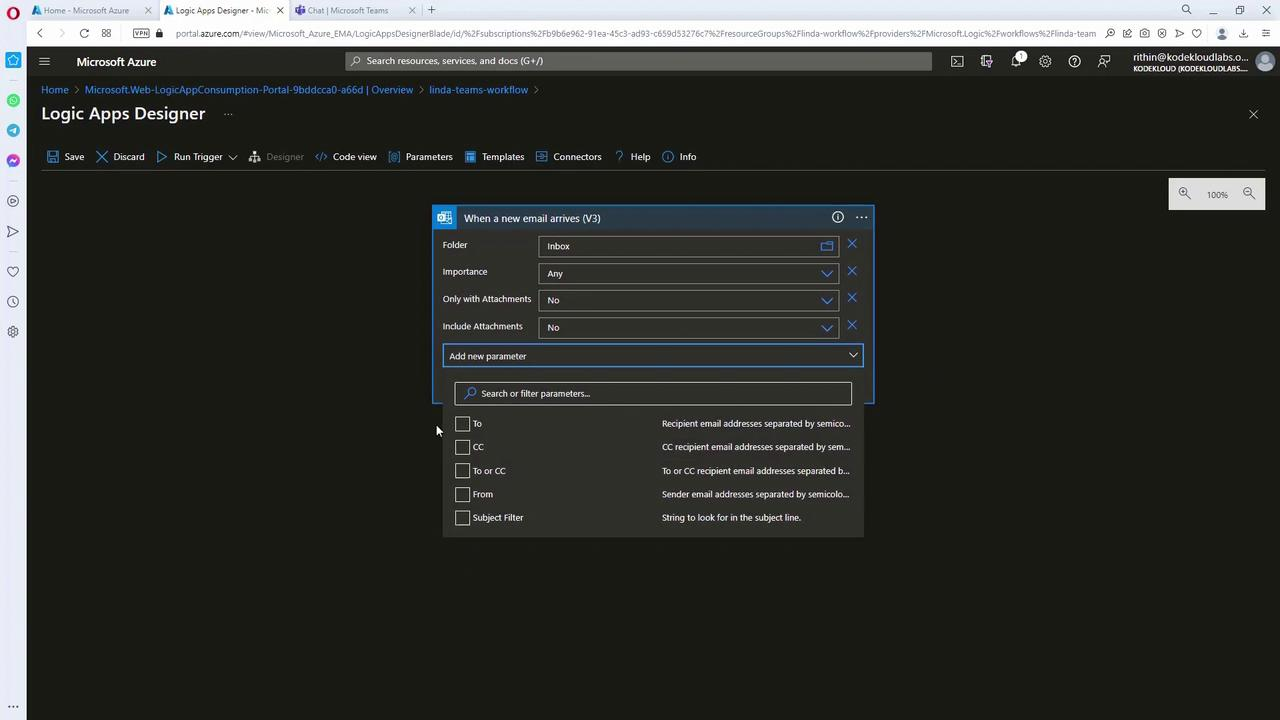 Home - Microsoft Azure
Logic Apps Designer - Mic
Chat | Microsoft Teams
VPN
portal.azure.com/#view/Microsoft_Azure_EMA/LogicAppsDesignerBlade/id/%2Fsubscriptions%2Fb9b6e962-91ea-45c3-ad93-c659d53276c7%2FresourceGroups%2Flinda-workflow%2Fproviders%2FMicrosoft.Logic%2Fworkflows%2Flinda-team
Microsoft Azure
Search resources, services, and docs (G+/)
1
rithin@kodekloudlabs.o...
KODEKLOUD (KODEKLOUDLABS.O...
Home > Microsoft.Web-LogicAppConsumption-Portal-9bddcca0-a66d | Overview > linda-teams-workflow >
Logic Apps Designer ...
Save Discard Run Trigger Designer Code view Parameters Templates Connectors Help Info
100%
When a new email arrives (V3)
Folder Inbox
Importance Any
Only with Attachments No
Include Attachments No
Add new parameter
Search or filter parameters...
To Recipient email addresses separated by semico...
CC CC recipient email addresses separated by sem...
To or CC To or CC recipient email addresses separated b...
From Sender email addresses separated by semicolo...
Subject Filter String to look for in the subject line.